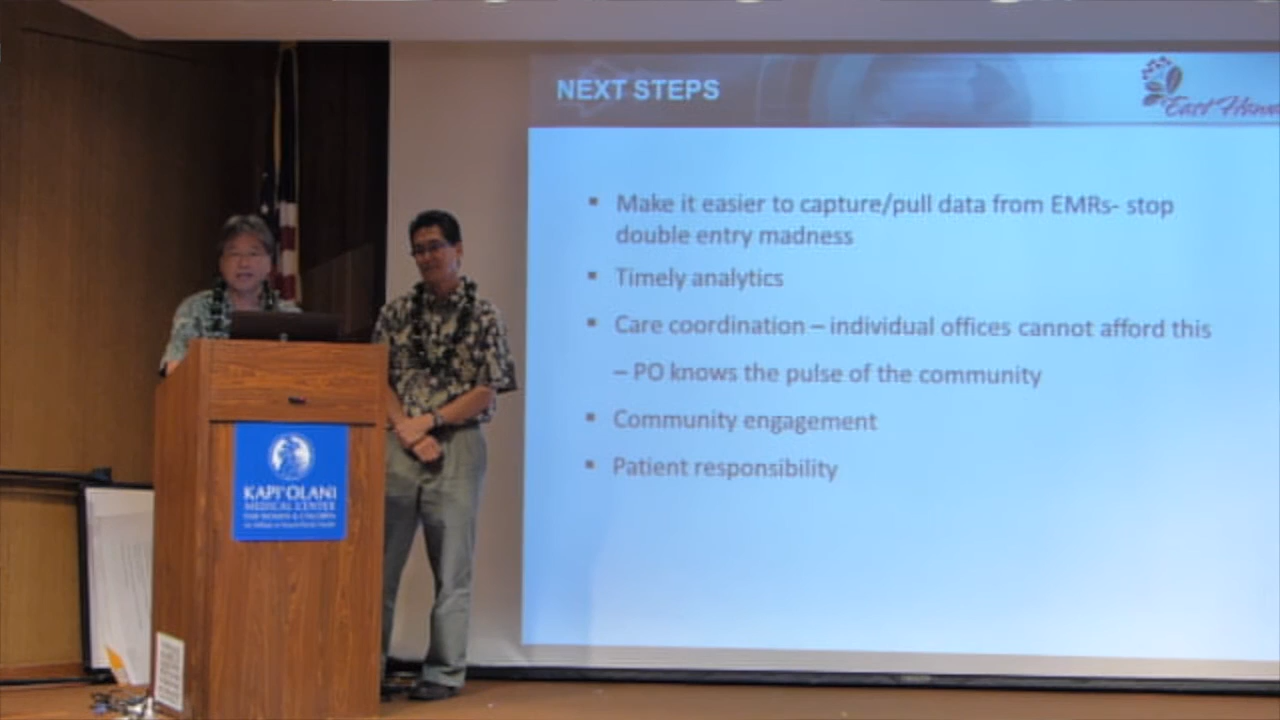 NEXT STEPS
East Hawa
▪ Make it easier to capture/pull data from EMRs- stop
double entry madness
▪ Timely analytics
▪ Care coordination – individual offices cannot afford this
– PO knows the pulse of the community
▪ Community engagement
▪ Patient responsibility
KAPI'OLANI
MEDICAL CENTER
FOR WOMEN & CHILDREN